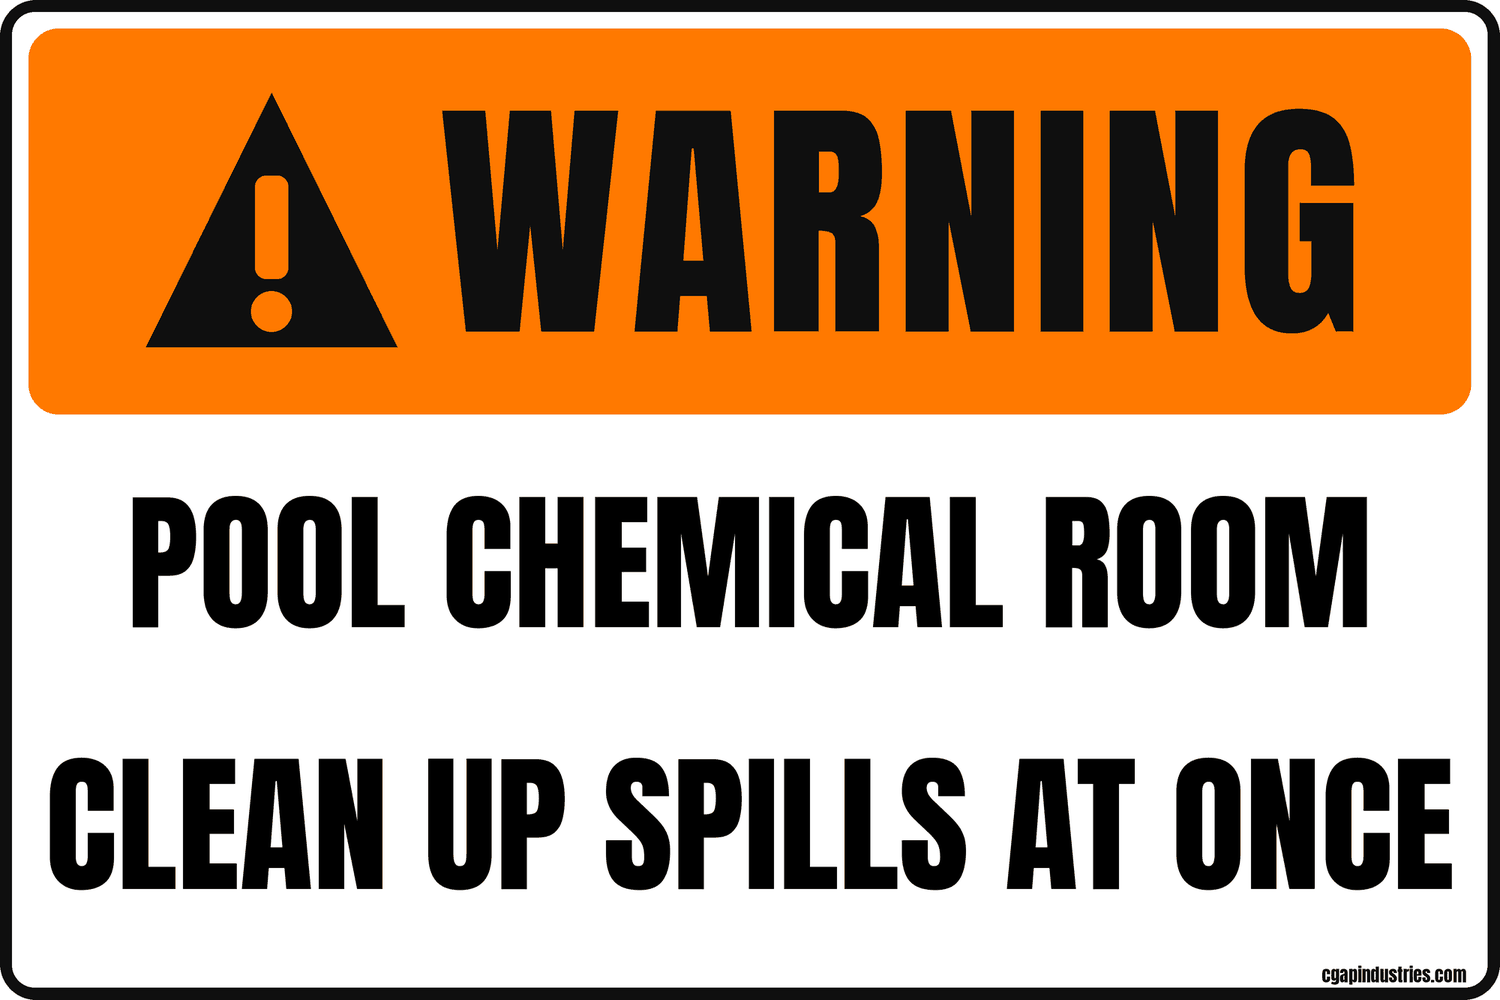 WARNING
POOL CHEMICAL ROOM
CLEAN UP SPILLS AT ONCE
cgapindustries.com